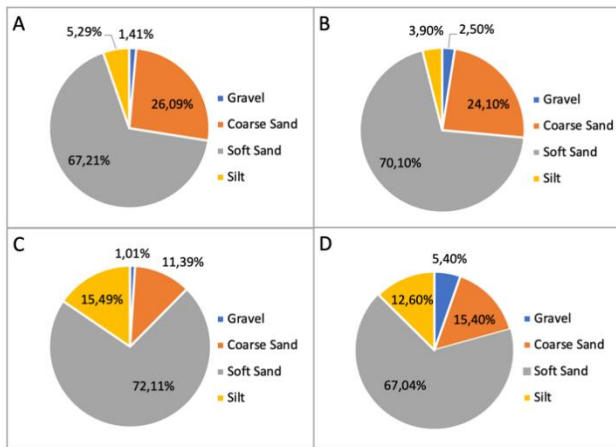 A
5,29%
1,41%
26,09%
67,21%
Gravel
Coarse Sand
Soft Sand
Silt
B
3,90%
2,50%
24,10%
70,10%
Gravel
Coarse Sand
Soft Sand
Silt
C
1,01%
11,39%
15,49%
72,11%
Gravel
Coarse Sand
Soft Sand
Silt
D
5,40%
12,60%
15,40%
67,04%
Gravel
Coarse Sand
Soft Sand
Silt